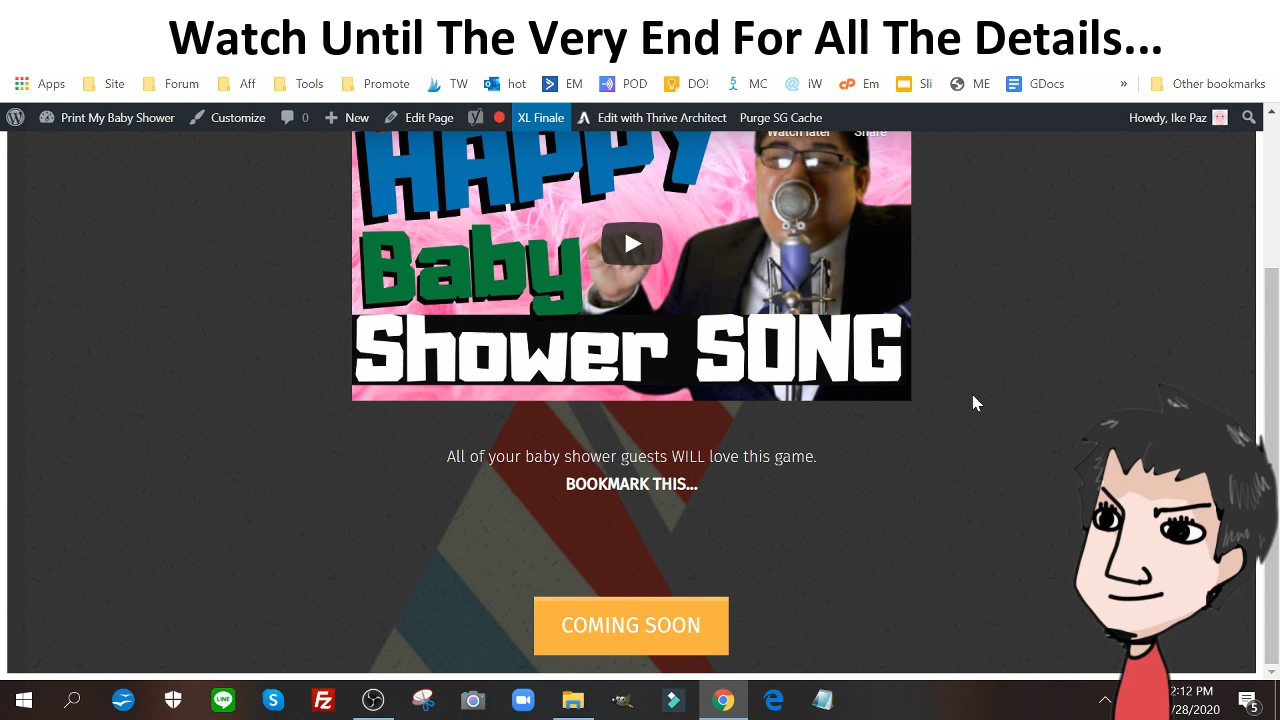 Watch Until The Very End For All The Details...
Apps Site Forum Aff Tools Promote TW hot EM POD DO! MC iW Em Sli ME GDocs » Other bookmarks
Print My Baby Shower Customize 0 New Edit Page XL Finale Edit with Thrive Architect Purge SG Cache Howdy, Ike Paz
Watch later Share
HAPPY
Baby
Shower SONG
All of your baby shower guests WILL love this game.
BOOKMARK THIS...
COMING SOON
2:12 PM
/28/2020
5